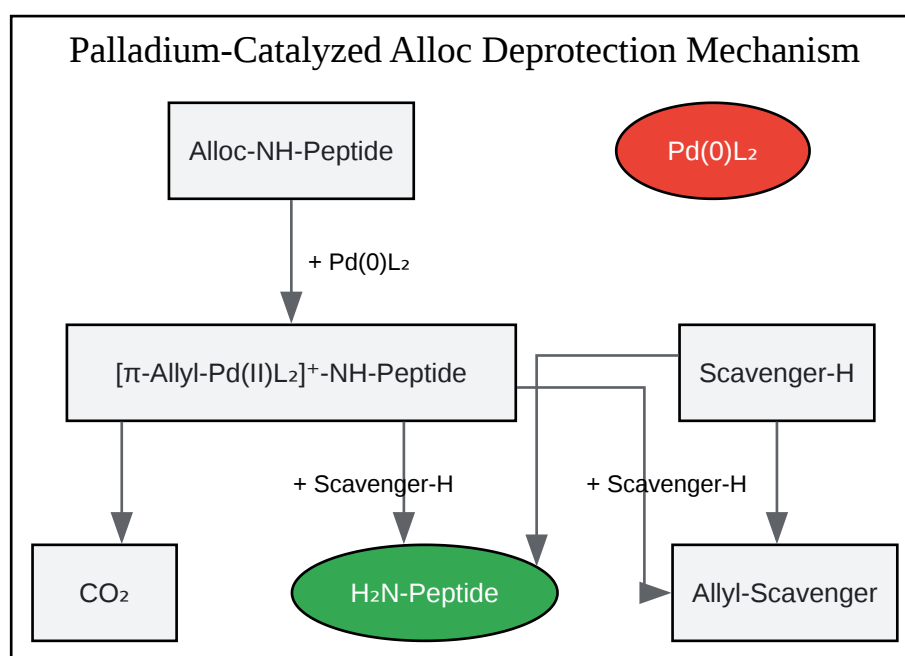 Palladium-Catalyzed Alloc Deprotection Mechanism
Alloc-NH-Peptide
Pd(0)L₂
+ Pd(0)L₂
[π-Allyl-Pd(II)L₂]⁺-NH-Peptide
Scavenger-H
+ Scavenger-H
+ Scavenger-H
CO₂
H₂N-Peptide
Allyl-Scavenger